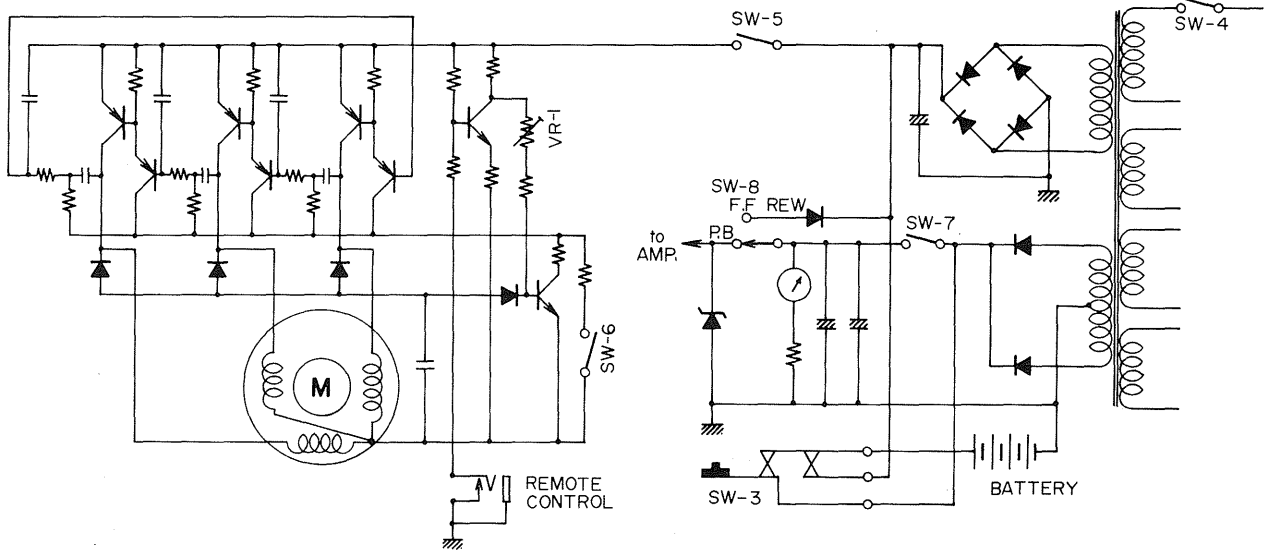 SW-5
SW-4
VR-1
SW-8
F.F REW
P.B
to
AMP.
SW-7
SW-6
M
REMOTE
CONTROL
SW-3
BATTERY